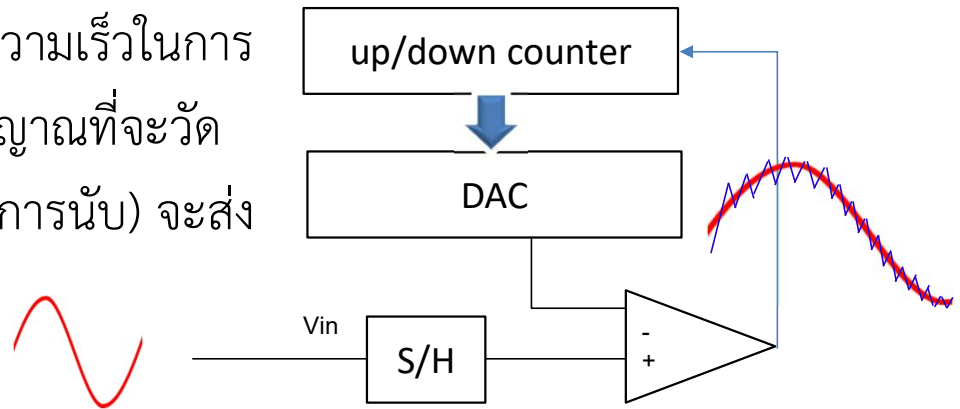 วามเร็วในการ
ญาณที่จะวัด
การนับ) จะส่ง
up/down counter
DAC
Vin
S/H
-
+